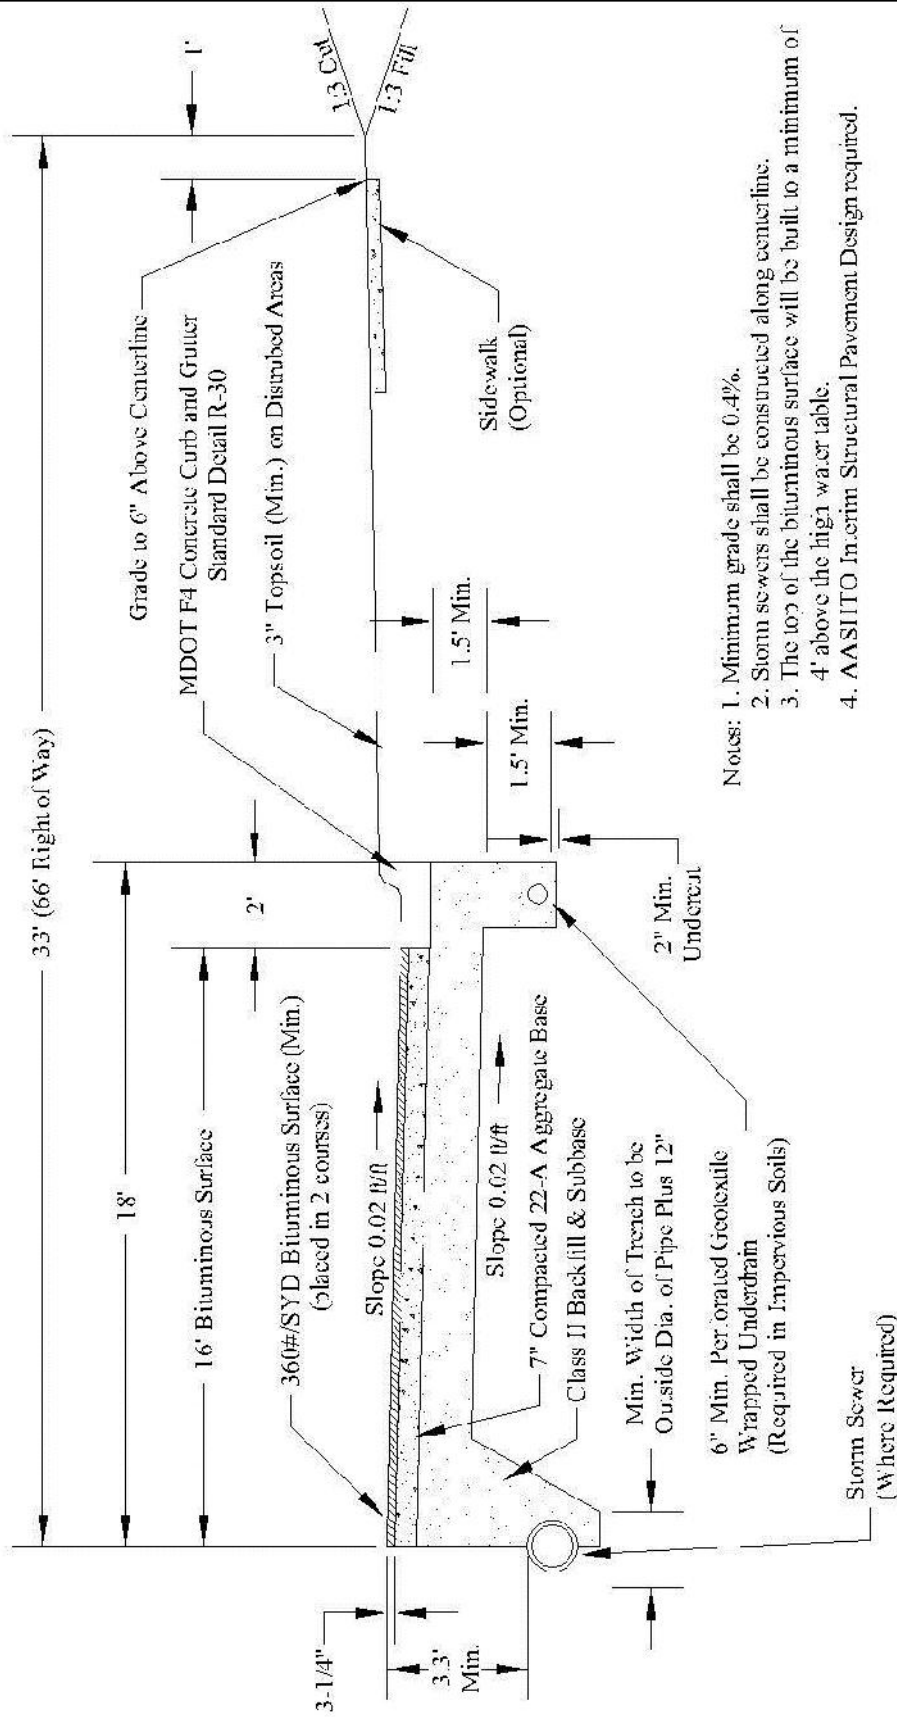 33' (66' Right of Way)
18'
1'
16' Bituminous Surface
2'
Grade to 6" Above Centerline
MDOT F4 Concrete Curb and Gutter
Standard Detail R-30
3" Topsoil (Min.) on Distrubed Areas
1:3 Cut
1:3 Fill
360#/SYD Bituminous Surface (Min.)
(placed in 2 courses)
Slope 0.02 ft/ft
Slope 0.02 ft/ft
Sidewalk
(Optional)
3-1/4"
3.3'
Min.
1.5' Min.
1.5' Min.
7" Compacted 22-A Aggregate Base
Class II Backfill & Subbase
2" Min.
Undercut
Min. Width of Trench to be
Outside Dia. of Pipe Plus 12"
6" Min. Perforated Geotextile
Wrapped Underdrain
(Required in Impervious Soils)
Storm Sewer
(Where Required)
Notes: 1. Minimum grade shall be 0.4%.
2. Storm sewers shall be constructed along centerline.
3. The top of the bituminous surface will be built to a minimum of
4' above the high water table.
4. AASHTO Interim Structural Pavement Design required.